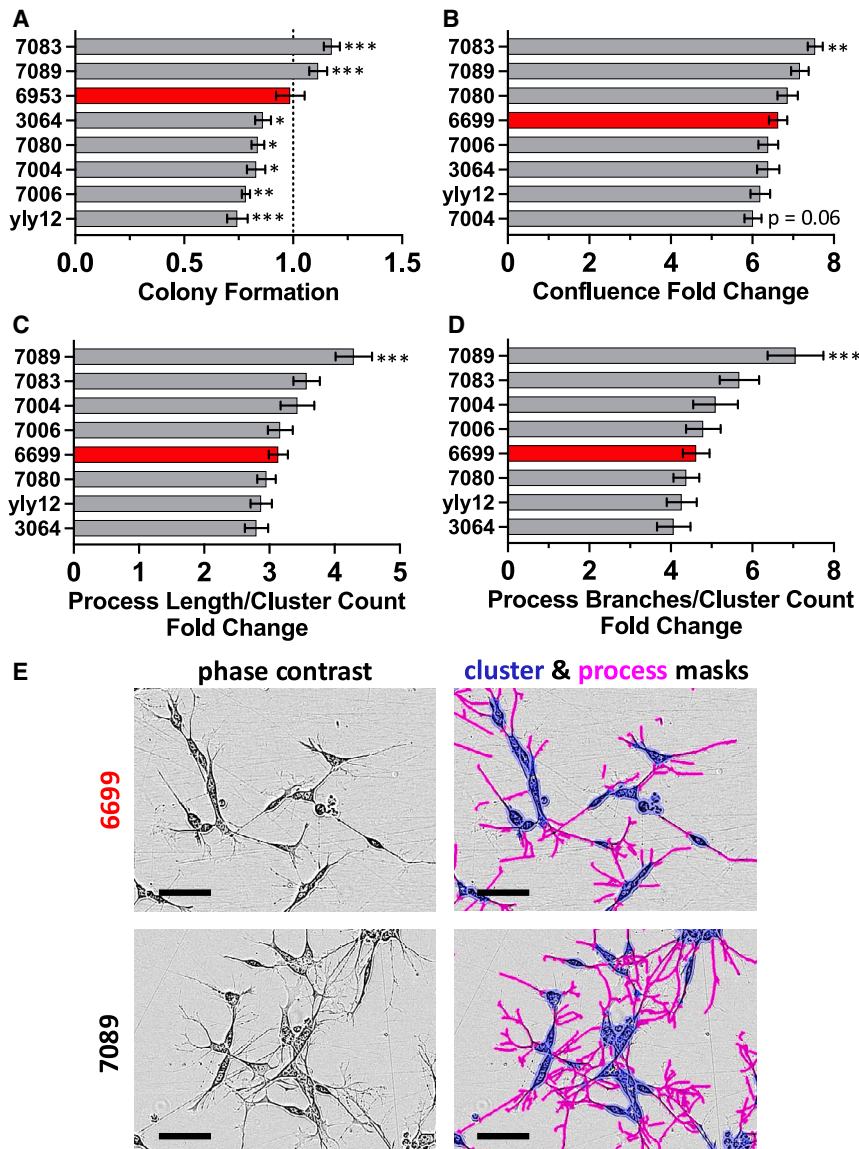 A
7083
7089
6953
3064
7080
7004
7006
yly12
***
***
*
*
*
**
***
0.0 0.5 1.0 1.5
Colony Formation
B
7083
7089
7080
6699
7006
3064
yly12
7004
**
p = 0.06
0 2 4 6 8
Confluence Fold Change
C
7089
7083
7004
7006
6699
7080
yly12
3064
***
0 1 2 3 4 5
Process Length/Cluster Count
Fold Change
D
7089
7083
7004
7006
6699
7080
yly12
3064
***
0 2 4 6 8
Process Branches/Cluster Count
Fold Change
E
phase contrast
cluster & process masks
6699
7089